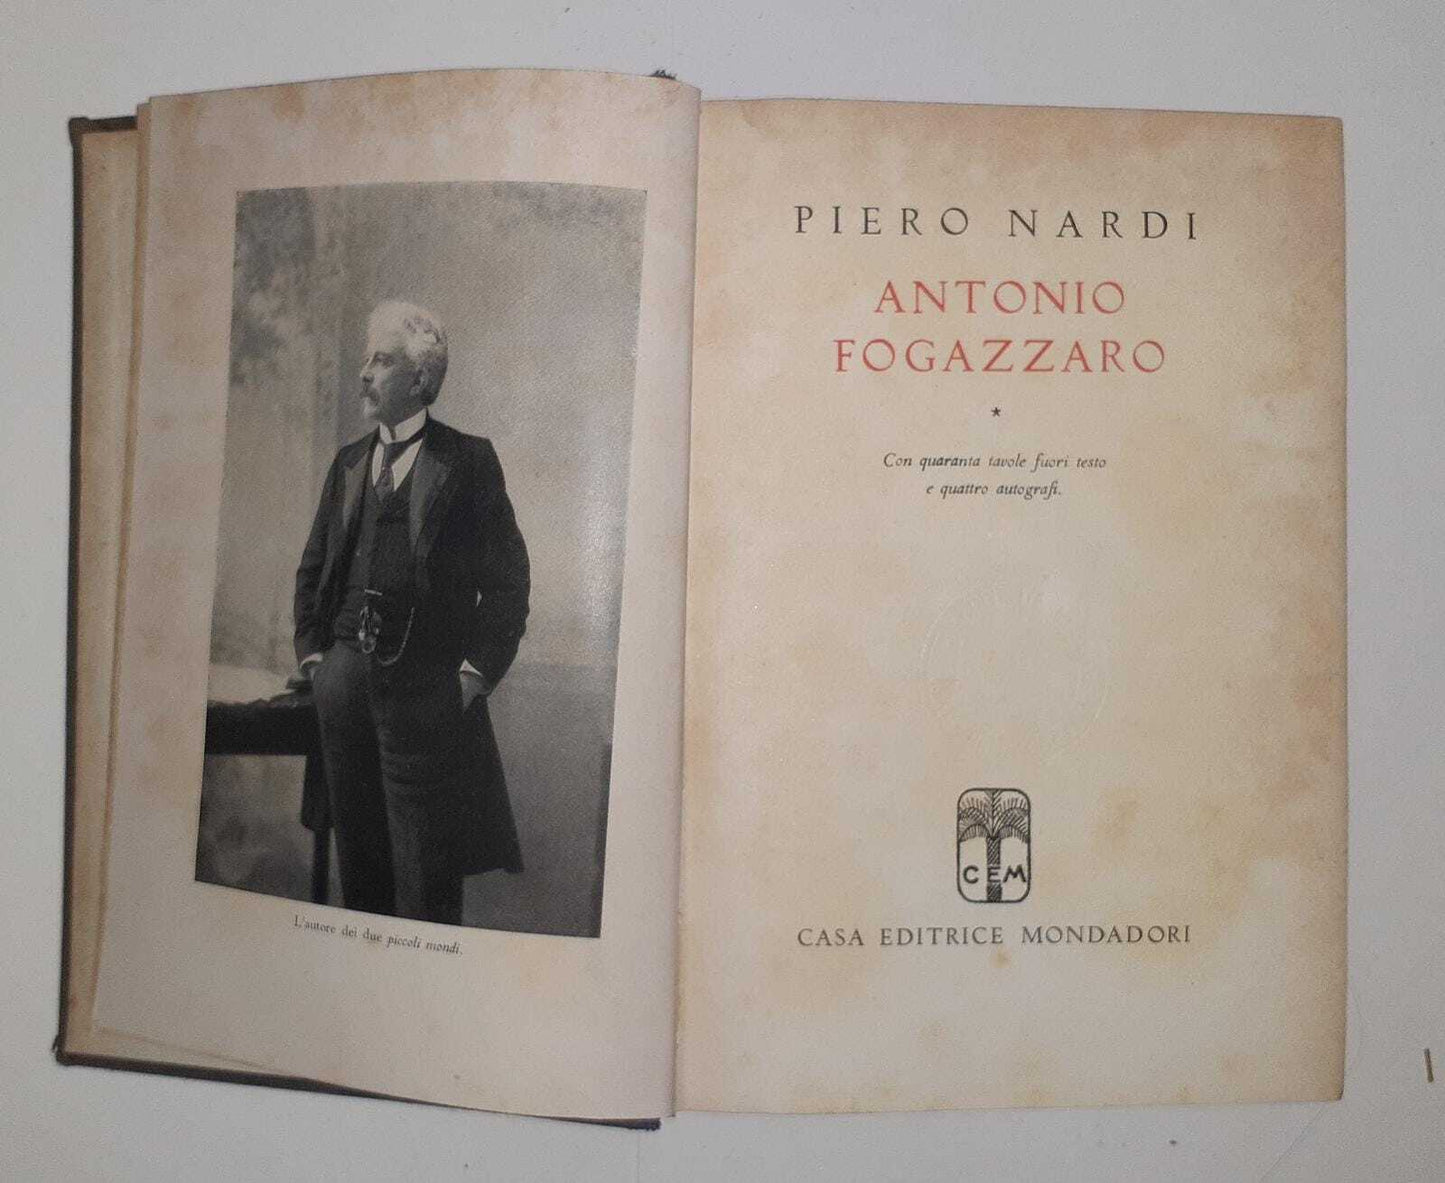 L'autore dei due piccoli mondi.
PIERO NARDI
ANTONIO
FOGAZZARO
*
Con quaranta tavole fuori testo
e quattro autografi.
CEM
CASA EDITRICE MONDADORI